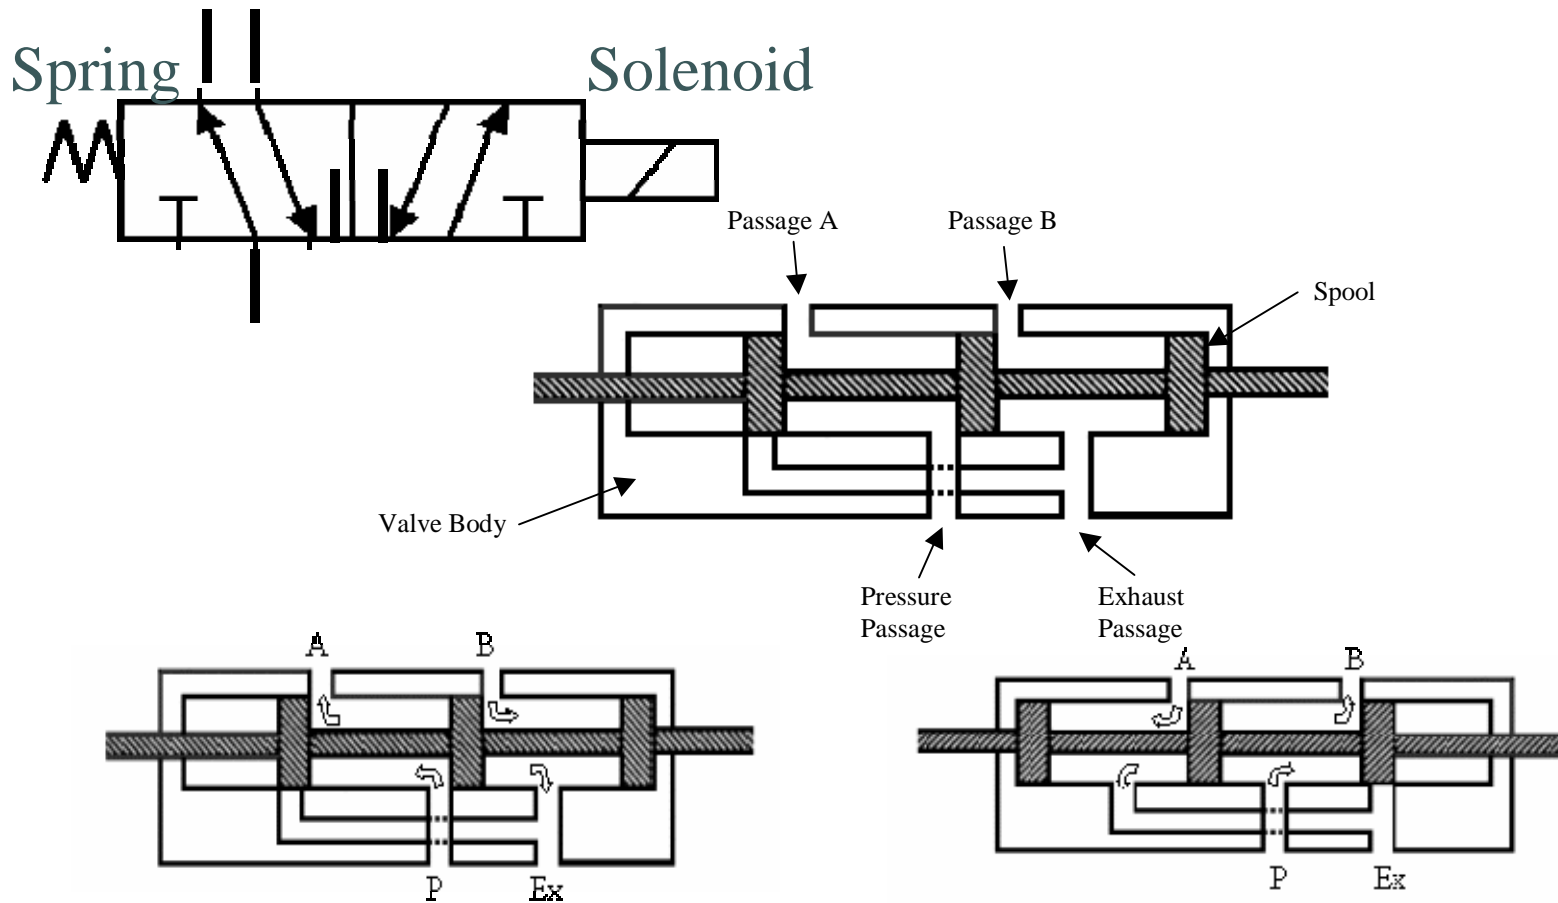 Spring
Solenoid
Passage A
Passage B
Spool
Valve Body
Pressure
Passage
Exhaust
Passage
A
B
P
Ex
A
B
P
Ex